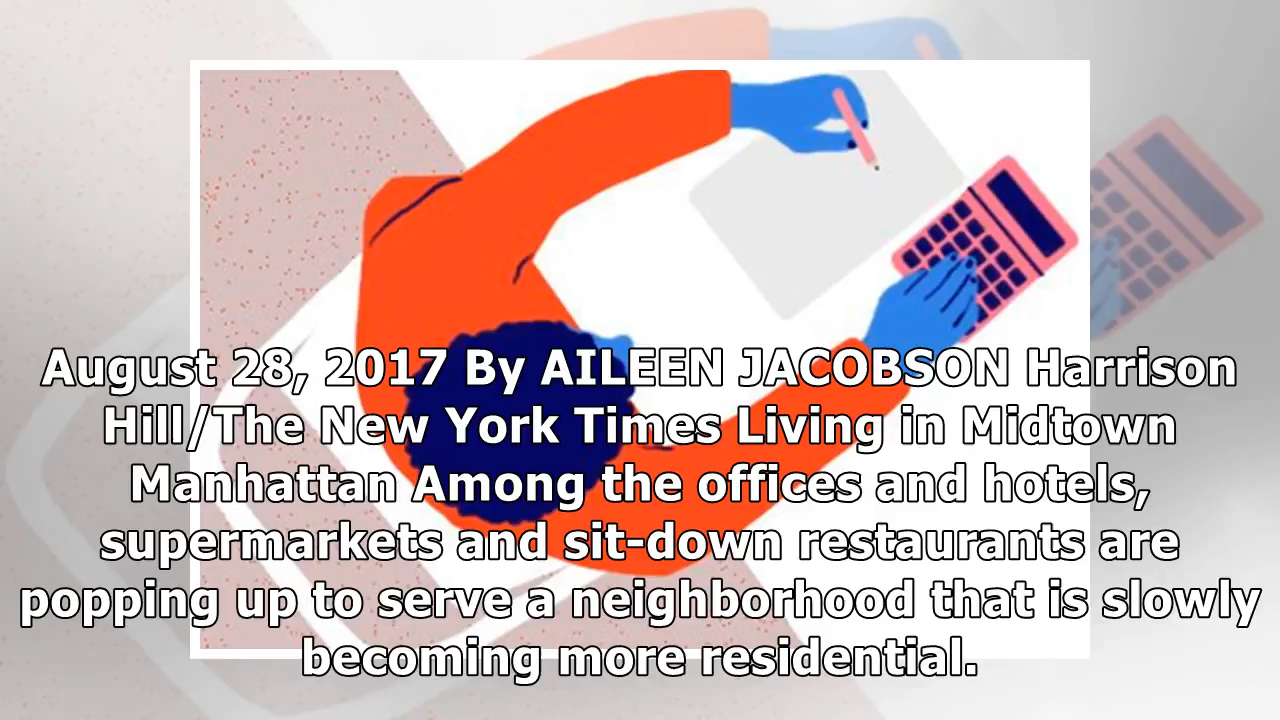 August 28, 2017 By AILEEN JACOBSON Harrison
Hill/The New York Times Living in Midtown
Manhattan Among the offices and hotels,
supermarkets and sit-down restaurants are
popping up to serve a neighborhood that is slowly
becoming more residential.